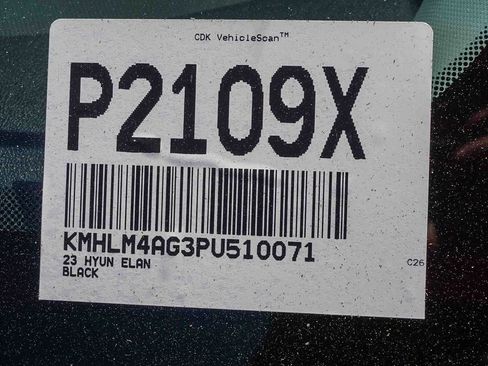 CDK VehicleScan™
P2109X
KMHLM4AG3PU510071
23 HYUN ELAN
BLACK
C26